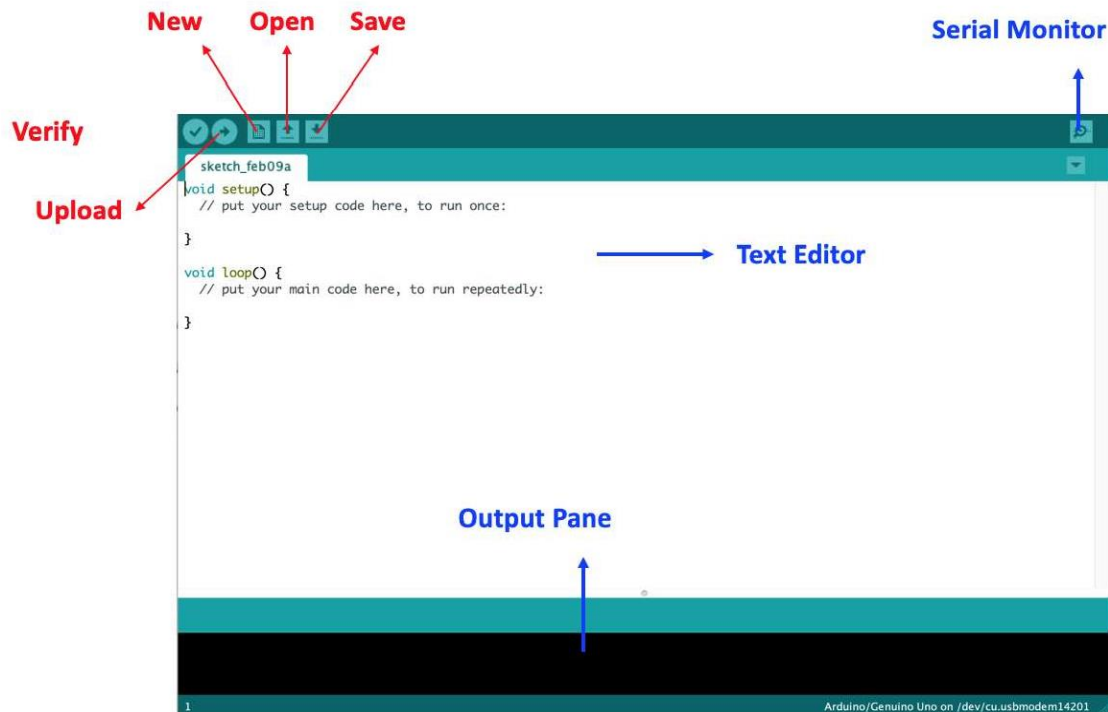 New Open Save
Serial Monitor
Verify
sketch_feb09a
void setup() {
// put your setup code here, to run once:
Upload
}
Text Editor
void loop() {
// put your main code here, to run repeatedly:
}
Output Pane
1
Arduino/Genuino Uno on /dev/cu.usbmodem14201